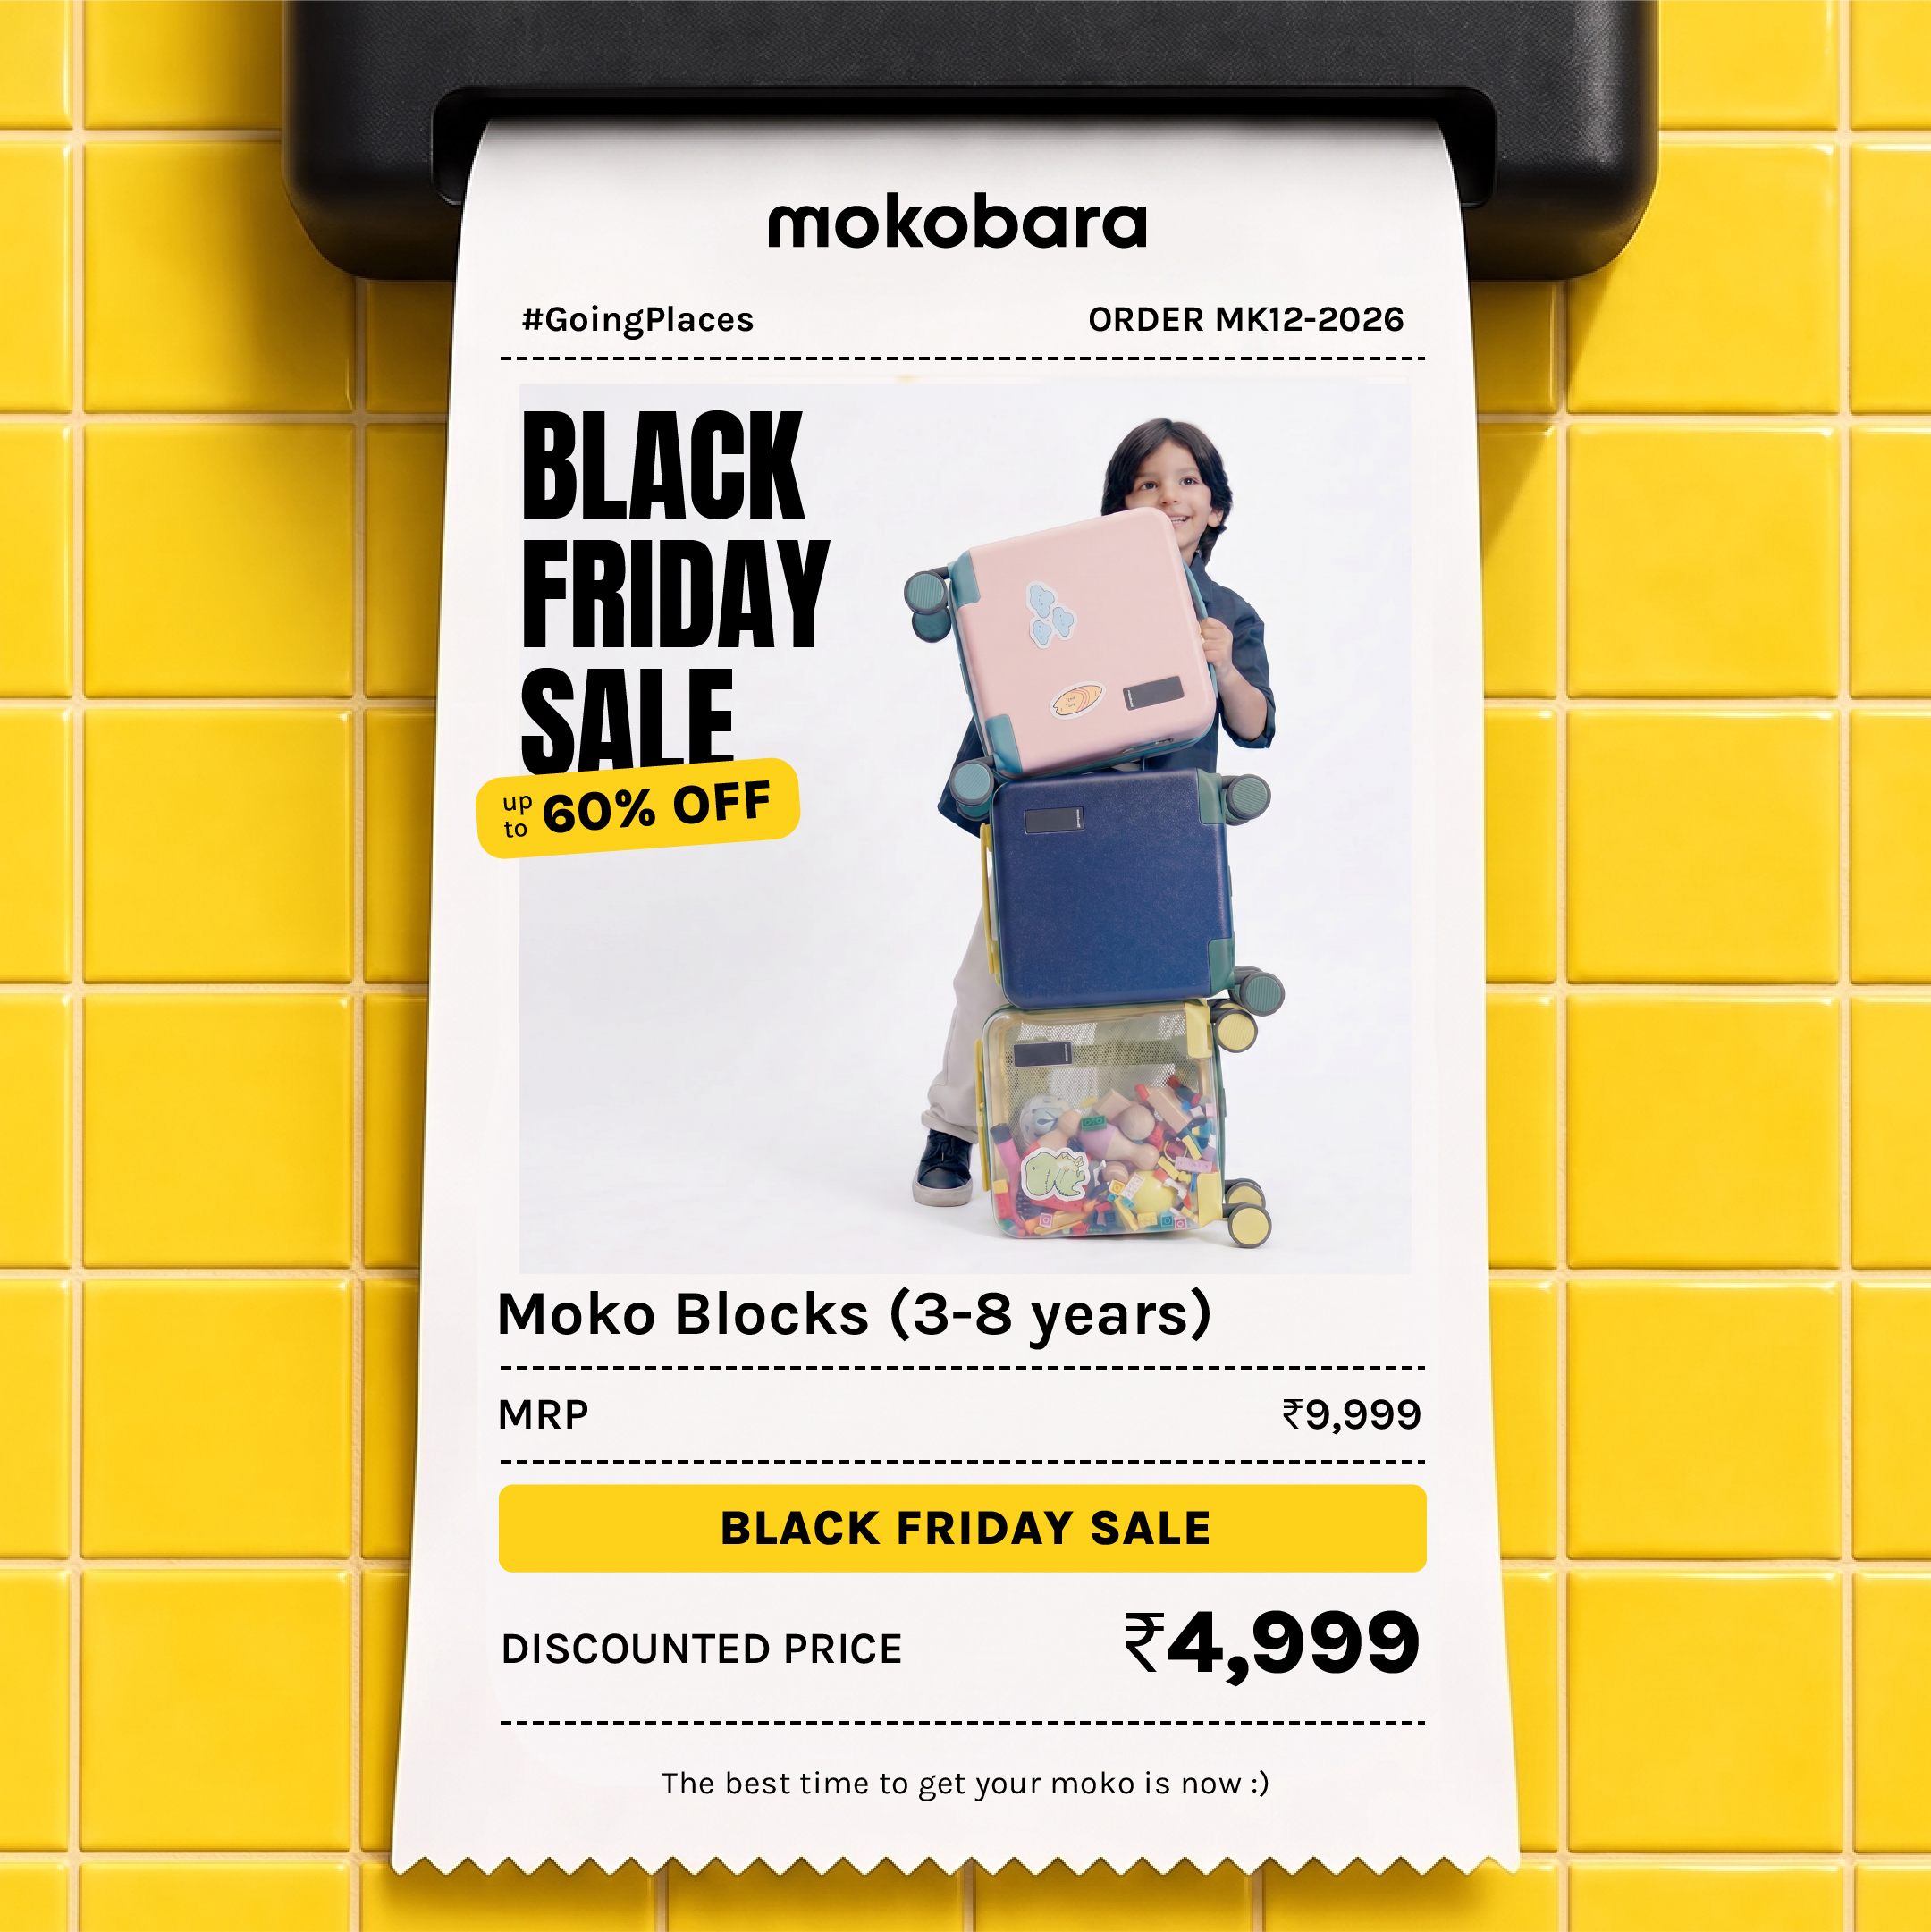 mokobara
#GoingPlaces
ORDER MK12-2026
BLACK
FRIDAY
SALE
up to 60% OFF
Moko Blocks (3-8 years)
MRP ₹9,999
BLACK FRIDAY SALE
DISCOUNTED PRICE ₹4,999
The best time to get your moko is now :)